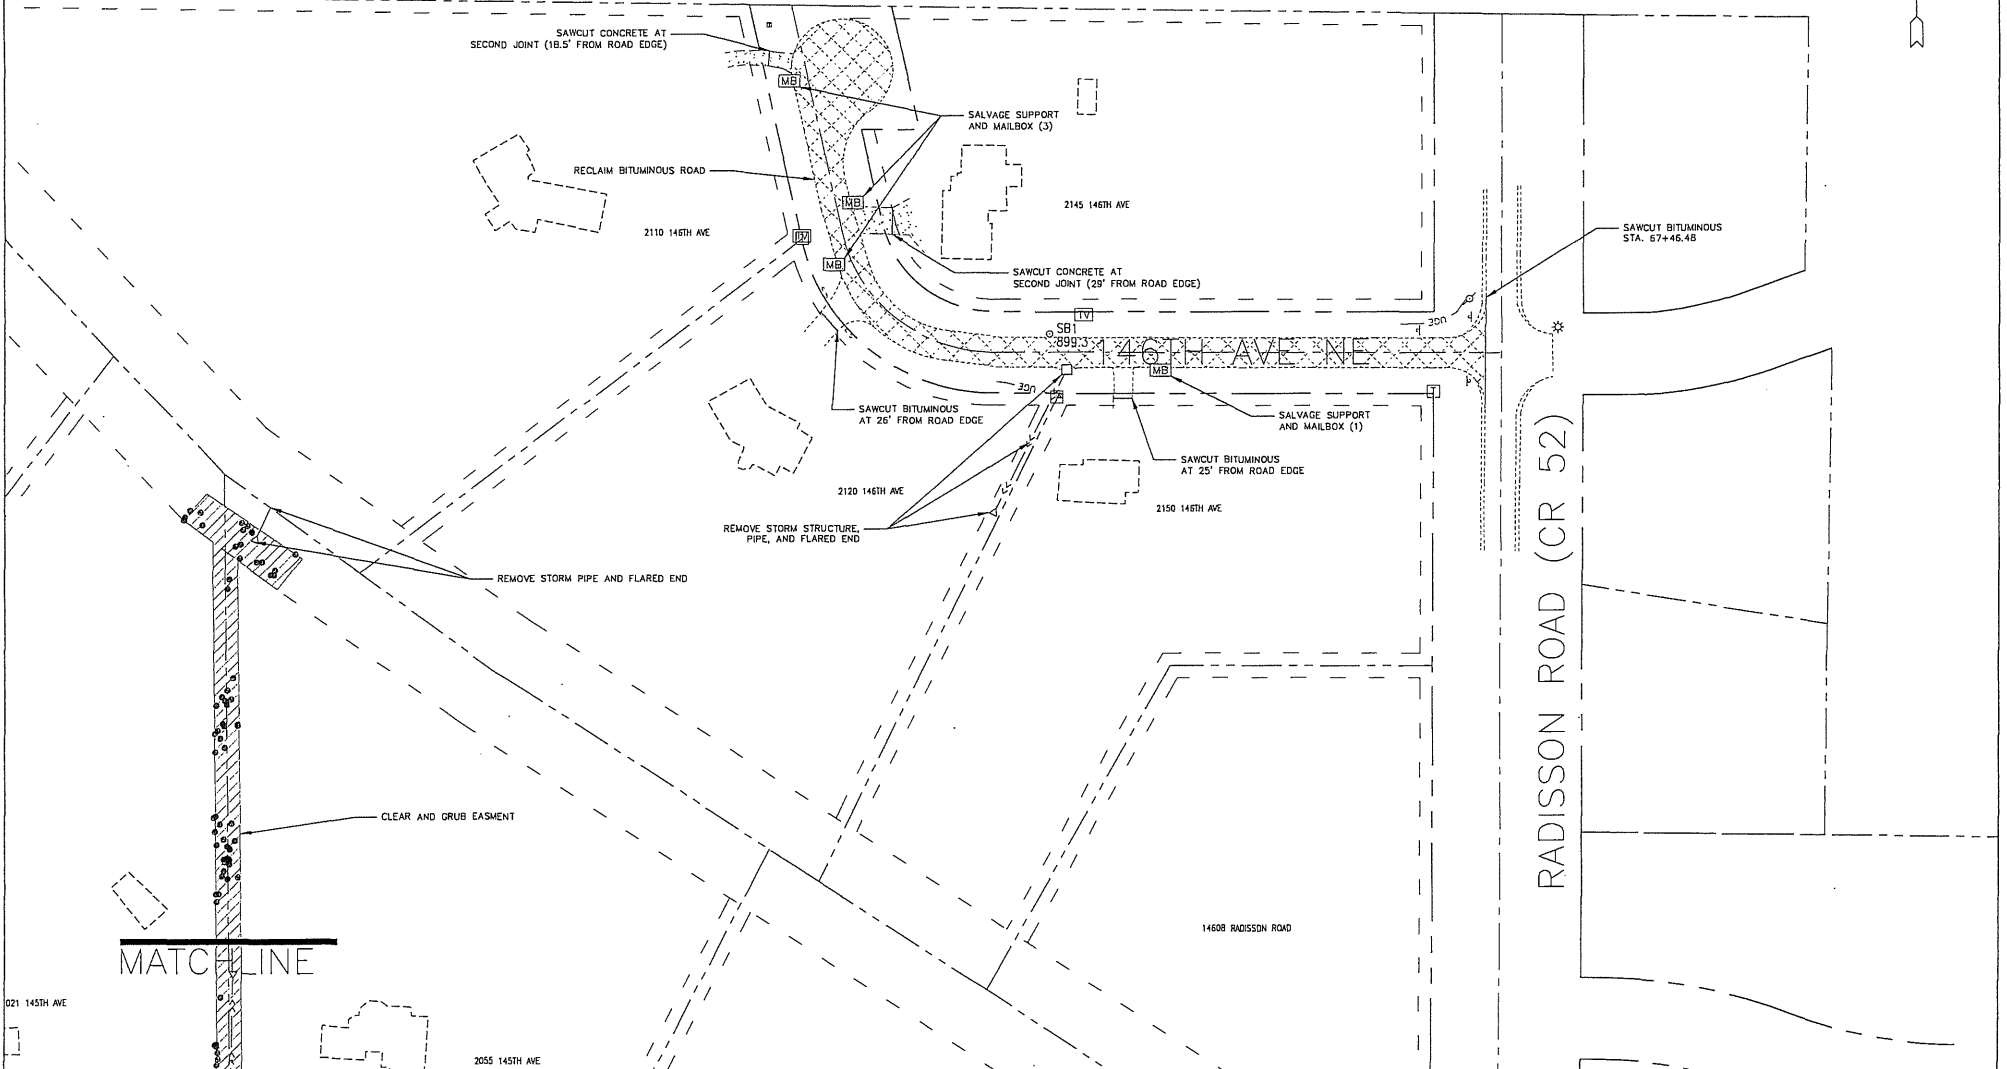 SAWCUT CONCRETE AT
SECOND JOINT (18.5' FROM ROAD EDGE)
MB
SALVAGE SUPPORT
AND MAILBOX (3)
RECLAIM BITUMINOUS ROAD
MB
2145 146TH AVE
2110 146TH AVE
SAWCUT BITUMINOUS
STA. 67+46.48
MB
SAWCUT CONCRETE AT
SECOND JOINT (29' FROM ROAD EDGE)
TV
UGE
SB1
899.3
146TH AVE NE
MB
UGE
T
SAWCUT BITUMINOUS
AT 26' FROM ROAD EDGE
SALVAGE SUPPORT
AND MAILBOX (1)
SAWCUT BITUMINOUS
AT 25' FROM ROAD EDGE
2120 146TH AVE
2150 146TH AVE
REMOVE STORM STRUCTURE,
PIPE, AND FLARED END
REMOVE STORM PIPE AND FLARED END
RADISSON ROAD (CR 52)
CLEAR AND GRUB EASMENT
14608 RADISSON ROAD
MATCHLINE
021 145TH AVE
2055 145TH AVE